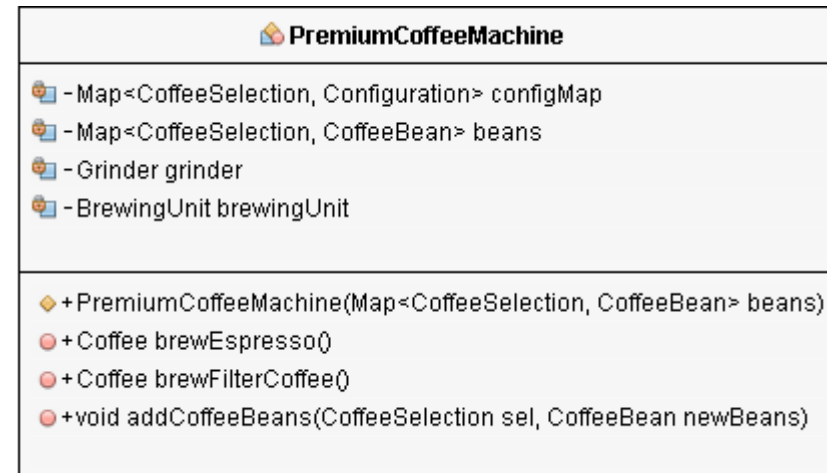 PremiumCoffeeMachine
-Map<CoffeeSelection, Configuration> configMap
-Map<CoffeeSelection, CoffeeBean> beans
-Grinder grinder
-BrewingUnit brewingUnit
+PremiumCoffeeMachine(Map<CoffeeSelection, CoffeeBean> beans)
+Coffee brewEspresso()
+Coffee brewFilterCoffee()
+void addCoffeeBeans(CoffeeSelection sel, CoffeeBean newBeans)